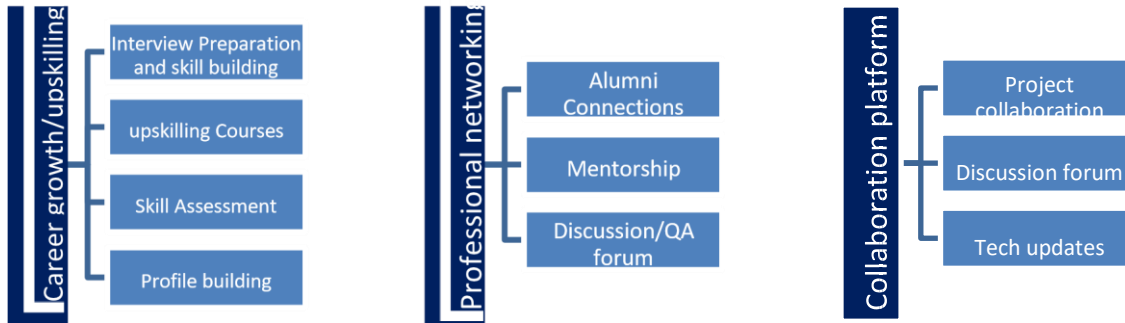 Career growth/upskilling
Interview Preparation
and skill building
upskilling Courses
Skill Assessment
Profile building
Professional networking
Alumni
Connections
Mentorship
Discussion/QA
forum
Collaboration platform
Project
collaboration
Discussion forum
Tech updates